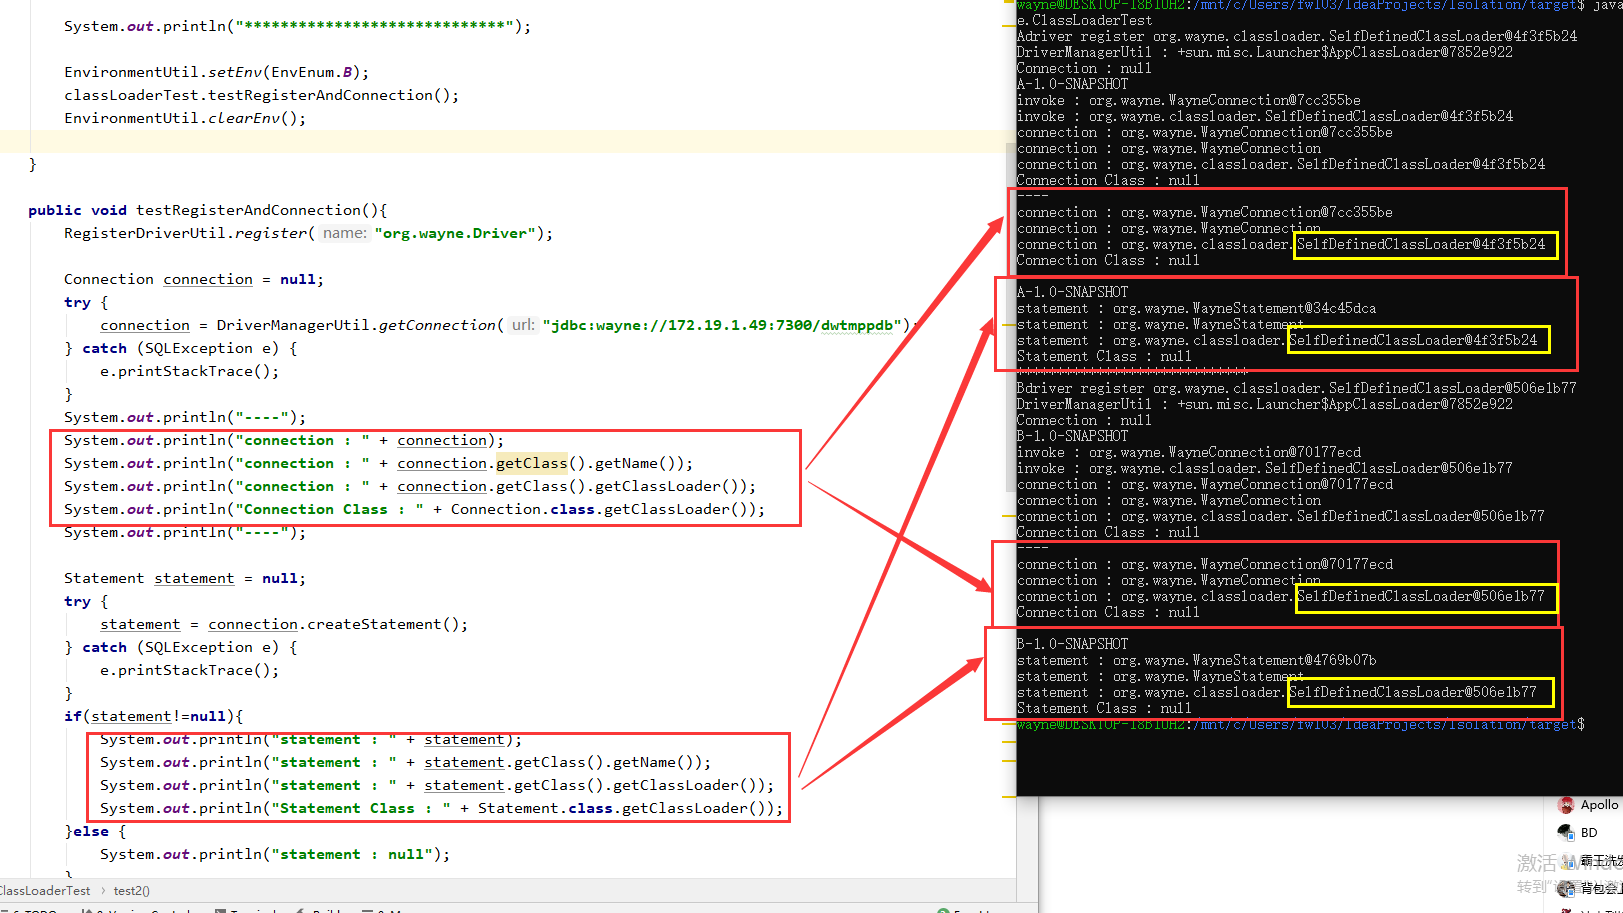 System.out.println("*****************************");
EnvironmentUtil.setEnv(EnvEnum.B);
classLoaderTest.testRegisterAndConnection();
EnvironmentUtil.clearEnv();
}
public void testRegisterAndConnection(){
RegisterDriverUtil.register( name: "org.wayne.Driver");
Connection connection = null;
try {
connection = DriverManagerUtil.getConnection( url: "jdbc:wayne://172.19.1.49:7300/dwtmppdb");
} catch (SQLException e) {
e.printStackTrace();
}
System.out.println("----");
System.out.println("connection : " + connection);
System.out.println("connection : " + connection.getClass().getName());
System.out.println("connection : " + connection.getClass().getClassLoader());
System.out.println("Connection Class : " + Connection.class.getClassLoader());
System.out.println("----");
Statement statement = null;
try {
statement = connection.createStatement();
} catch (SQLException e) {
e.printStackTrace();
}
if(statement!=null){
System.out.println("statement : " + statement);
System.out.println("statement : " + statement.getClass().getName());
System.out.println("statement : " + statement.getClass().getClassLoader());
System.out.println("Statement Class : " + Statement.class.getClassLoader());
}else {
System.out.println("statement : null");
}
ClassLoaderTest › test2()
wayne@DESKTOP-18B1UH2:/mnt/c/Users/fw103/IdeaProjects/Isolation/target$ java
e.ClassLoaderTest
Adriver register org.wayne.classloader.SelfDefinedClassLoader@4f3f5b24
DriverManagerUtil : +sun.misc.Launcher$AppClassLoader@7852e922
Connection : null
A-1.0-SNAPSHOT
invoke : org.wayne.WayneConnection@7cc355be
invoke : org.wayne.classloader.SelfDefinedClassLoader@4f3f5b24
connection : org.wayne.WayneConnection@7cc355be
connection : org.wayne.WayneConnection
connection : org.wayne.classloader.SelfDefinedClassLoader@4f3f5b24
Connection Class : null
----
connection : org.wayne.WayneConnection@7cc355be
connection : org.wayne.WayneConnection
connection : org.wayne.classloader.SelfDefinedClassLoader@4f3f5b24
Connection Class : null
----
A-1.0-SNAPSHOT
statement : org.wayne.WayneStatement@34c45dca
statement : org.wayne.WayneStatement
statement : org.wayne.classloader.SelfDefinedClassLoader@4f3f5b24
Statement Class : null
*****************************
Bdriver register org.wayne.classloader.SelfDefinedClassLoader@506e1b77
DriverManagerUtil : +sun.misc.Launcher$AppClassLoader@7852e922
Connection : null
B-1.0-SNAPSHOT
invoke : org.wayne.WayneConnection@70177ecd
invoke : org.wayne.classloader.SelfDefinedClassLoader@506e1b77
connection : org.wayne.WayneConnection@70177ecd
connection : org.wayne.WayneConnection
connection : org.wayne.classloader.SelfDefinedClassLoader@506e1b77
Connection Class : null
----
connection : org.wayne.WayneConnection@70177ecd
connection : org.wayne.WayneConnection
connection : org.wayne.classloader.SelfDefinedClassLoader@506e1b77
Connection Class : null
B-1.0-SNAPSHOT
statement : org.wayne.WayneStatement@4769b07b
statement : org.wayne.WayneStatement
statement : org.wayne.classloader.SelfDefinedClassLoader@506e1b77
Statement Class : null
wayne@DESKTOP-18B1UH2:/mnt/c/Users/fw103/IdeaProjects/Isolation/target$
Apollo
BD
激活
转到"